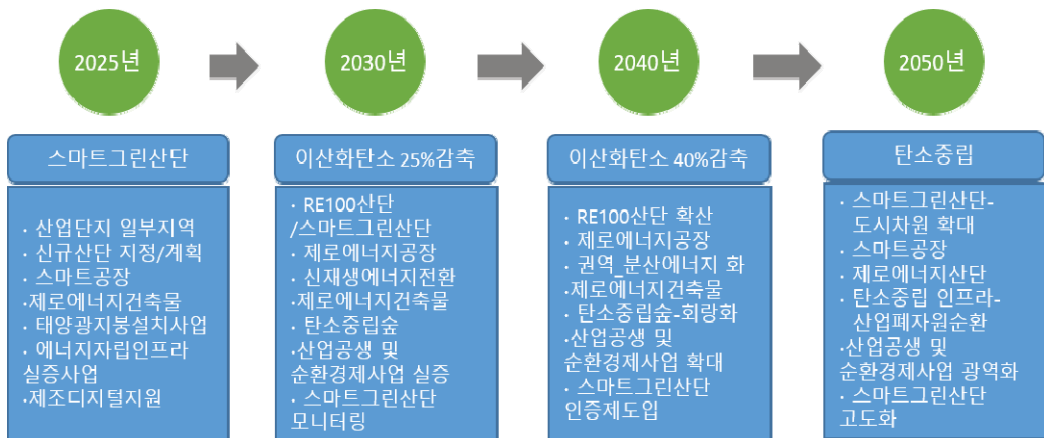 2025년
2030년
2040년
2050년
스마트그린산단
· 산업단지 일부지역
· 신규산단 지정/계획
· 스마트공장
·제로에너지건축물
· 태양광지붕설치사업
· 에너지자립인프라
실증사업
·제조디지털지원
이산화탄소 25%감축
· RE100산단
/스마트그린산단
· 제로에너지공장
· 신재생에너지전환
·제로에너지건축물
· 탄소중립숲
·산업공생 및
순환경제사업 실증
· 스마트그린산단
모니터링
이산화탄소 40%감축
· RE100산단 확산
· 제로에너지공장
· 권역_분산에너지 화
·제로에너지건축물
· 탄소중립숲-회랑화
·산업공생 및
순환경제사업 확대
· 스마트그린산단
인증제도입
탄소중립
· 스마트그린산단-
도시차원 확대
· 스마트공장
· 제로에너지산단
· 탄소중립 인프라-
산업폐자원순환
·산업공생 및
순환경제사업 광역화
· 스마트그린산단
고도화